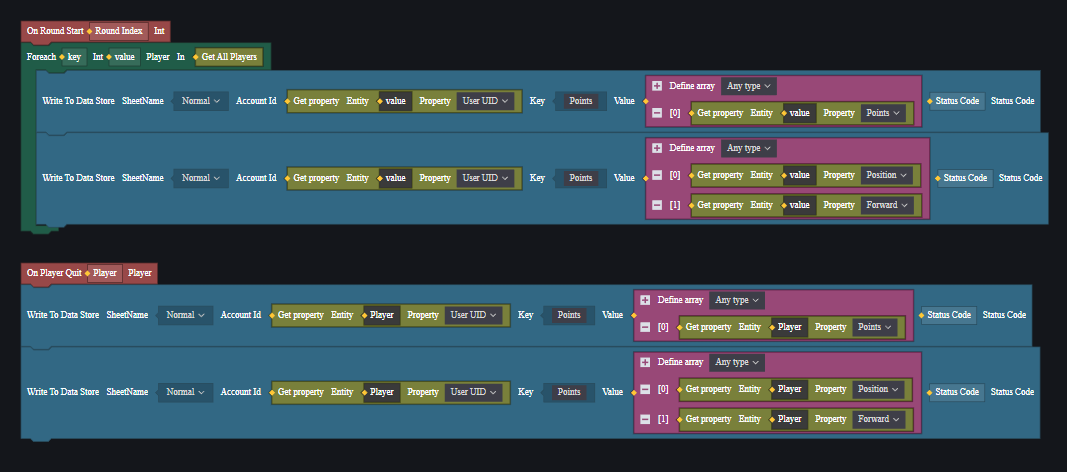 On Round Start Round Index Int
Foreach key Int value Player In Get All Players
Define array Any type
Write To Data Store SheetName Normal Account Id Get property Entity value Property User UID Key Points Value Status Code Status Code
[0] Get property Entity value Property Points
Define array Any type
Write To Data Store SheetName Normal Account Id Get property Entity value Property User UID Key Points Value Status Code Status Code
[0] Get property Entity value Property Position
[1] Get property Entity value Property Forward
On Player Quit Player Player
Define array Any type
Write To Data Store SheetName Normal Account Id Get property Entity Player Property User UID Key Points Value Status Code Status Code
[0] Get property Entity Player Property Points
Define array Any type
Write To Data Store SheetName Normal Account Id Get property Entity Player Property User UID Key Points Value Status Code Status Code
[0] Get property Entity Player Property Position
[1] Get property Entity Player Property Forward